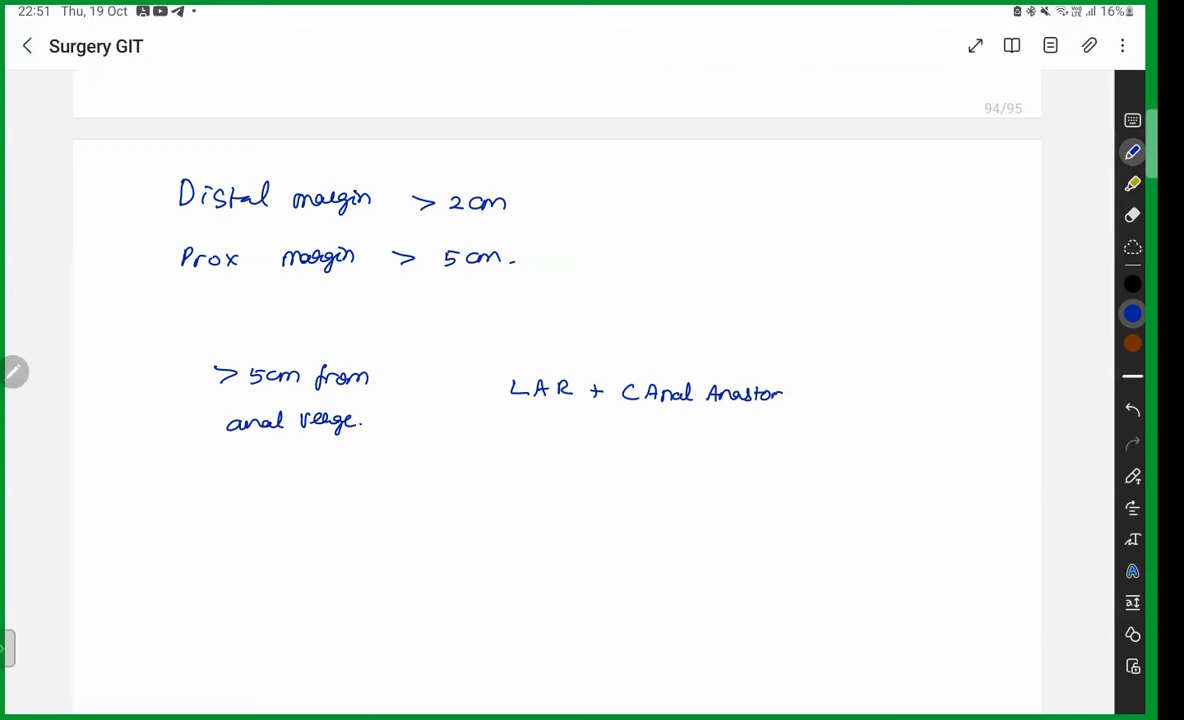 22:51 Thu, 19 Oct
16%
Surgery GIT
94/95
Distal margin > 2cm
Prox margin > 5cm.
> 5cm from
anal verge.
LAR + CAnal Anastom